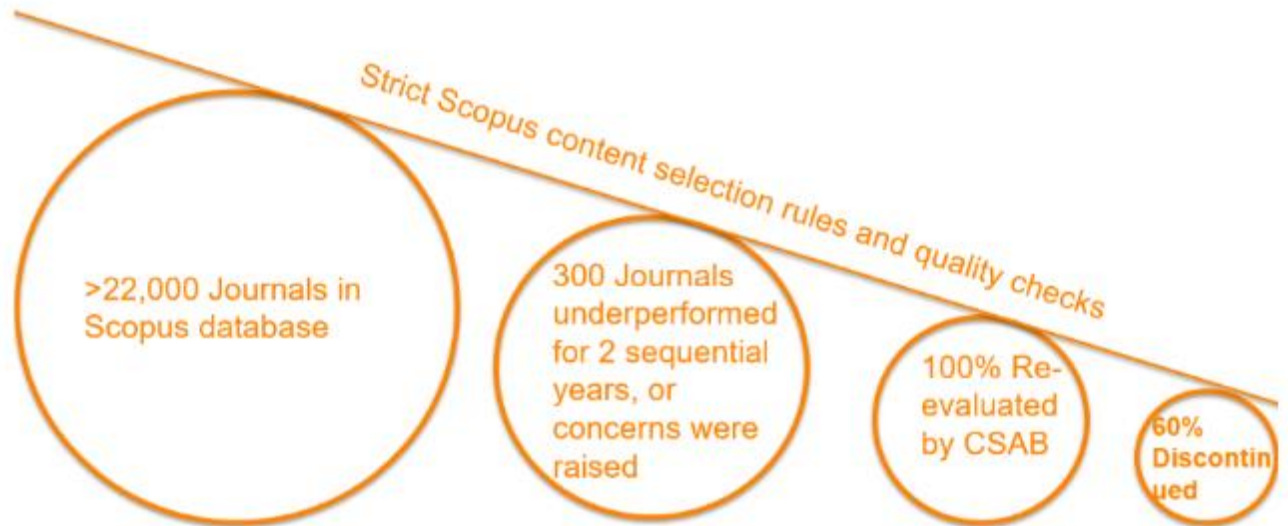 Strict Scopus content selection rules and quality checks
>22,000 Journals in
Scopus database
300 Journals
underperformed
for 2 sequential
years, or
concerns were
raised
100% Re-
evaluated
by CSAB
60%
Discontin
ued